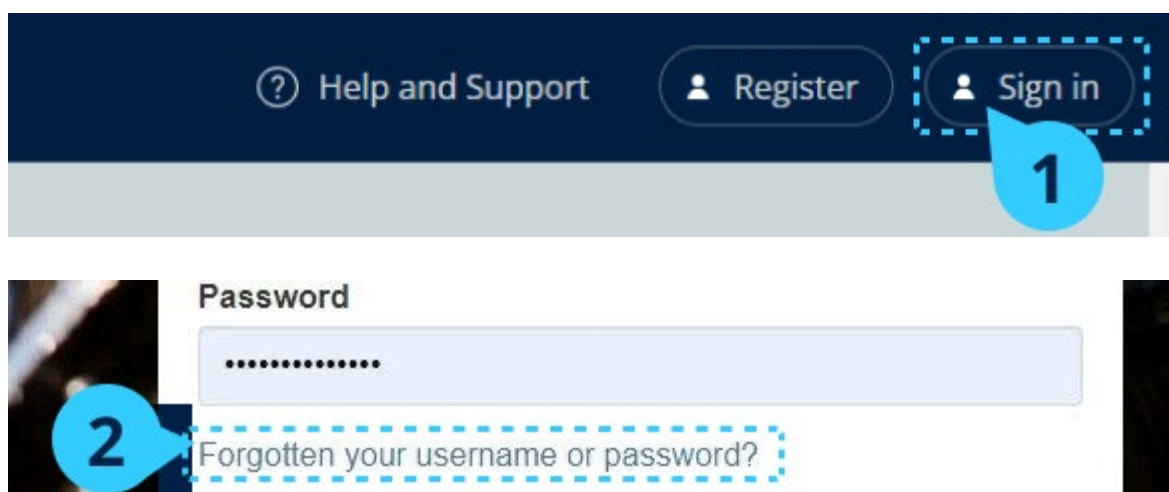 Help and Support Register Sign in
1
Password
••••••••••••••
2 Forgotten your username or password?